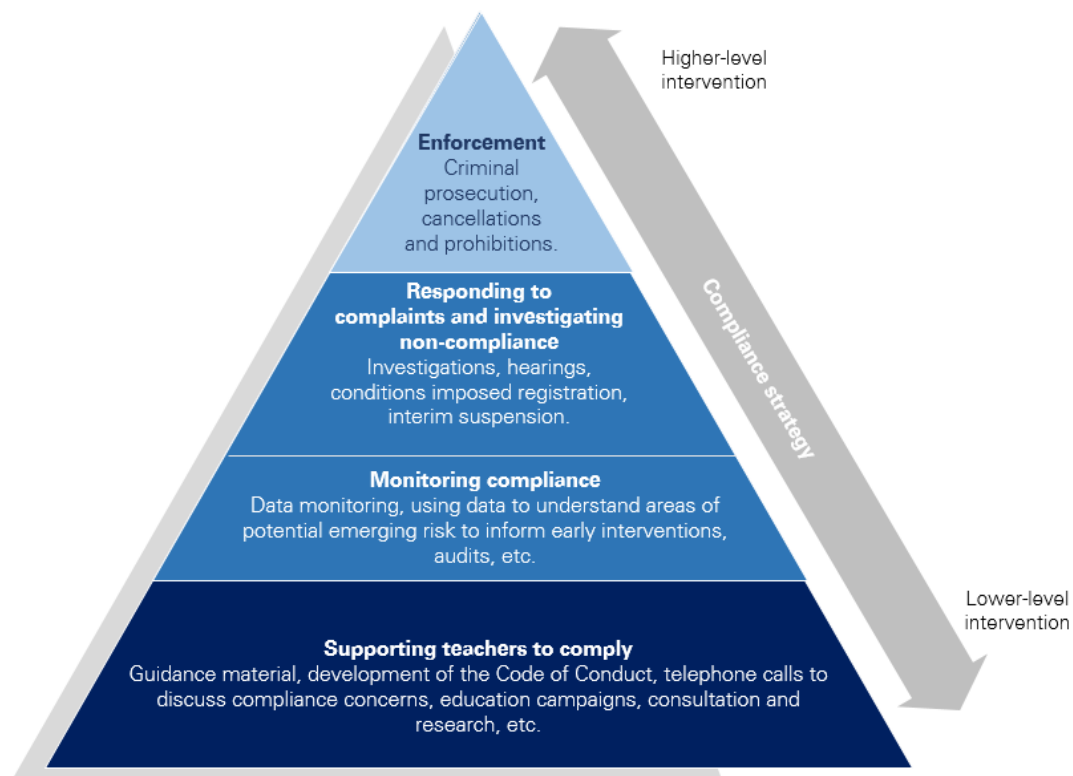 Higher-level
intervention
Enforcement
Criminal
prosecution,
cancellations
and prohibitions.
Responding to
complaints and investigating
non-compliance
Investigations, hearings,
conditions imposed registration,
interim suspension.
Compliance strategy
Monitoring compliance
Data monitoring, using data to understand areas of
potential emerging risk to inform early interventions,
audits, etc.
Lower-level
intervention
Supporting teachers to comply
Guidance material, development of the Code of Conduct, telephone calls to
discuss compliance concerns, education campaigns, consultation and
research, etc.